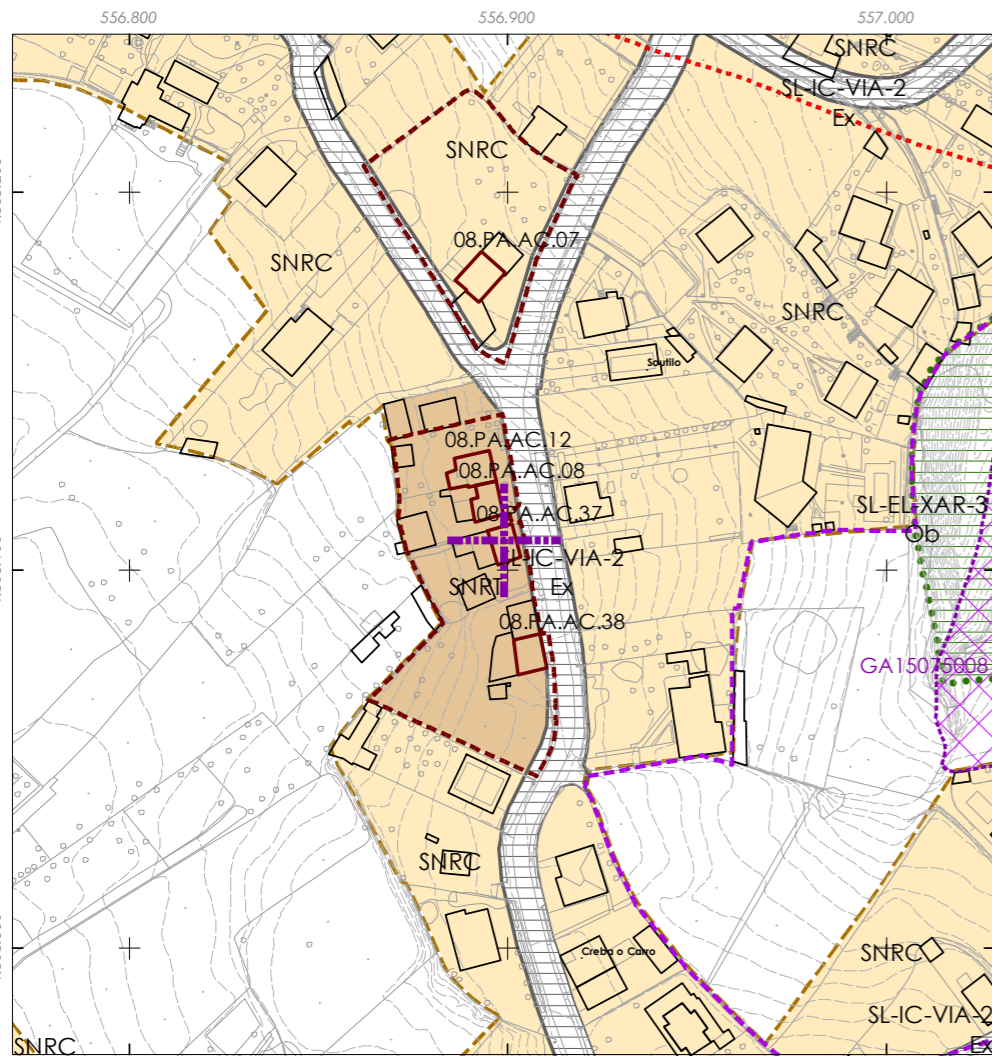 556.800
556.900
557.000
SNRC
SL-IC-VIA-2
Ex
SNRC
08.PA.AC.07
SNRC
SNRC
Soutilo
08.PA.AC.12
08.PA.AC.08
08.PA.AC.37
SL-EL-XAR-3
Ob
L-IC-VIA-2
SNRT
Ex
08.PA.AC.38
GA15075008
SNRC
Creba o Carro
SNRC
SL-IC-VIA-2
Ex
SNRC